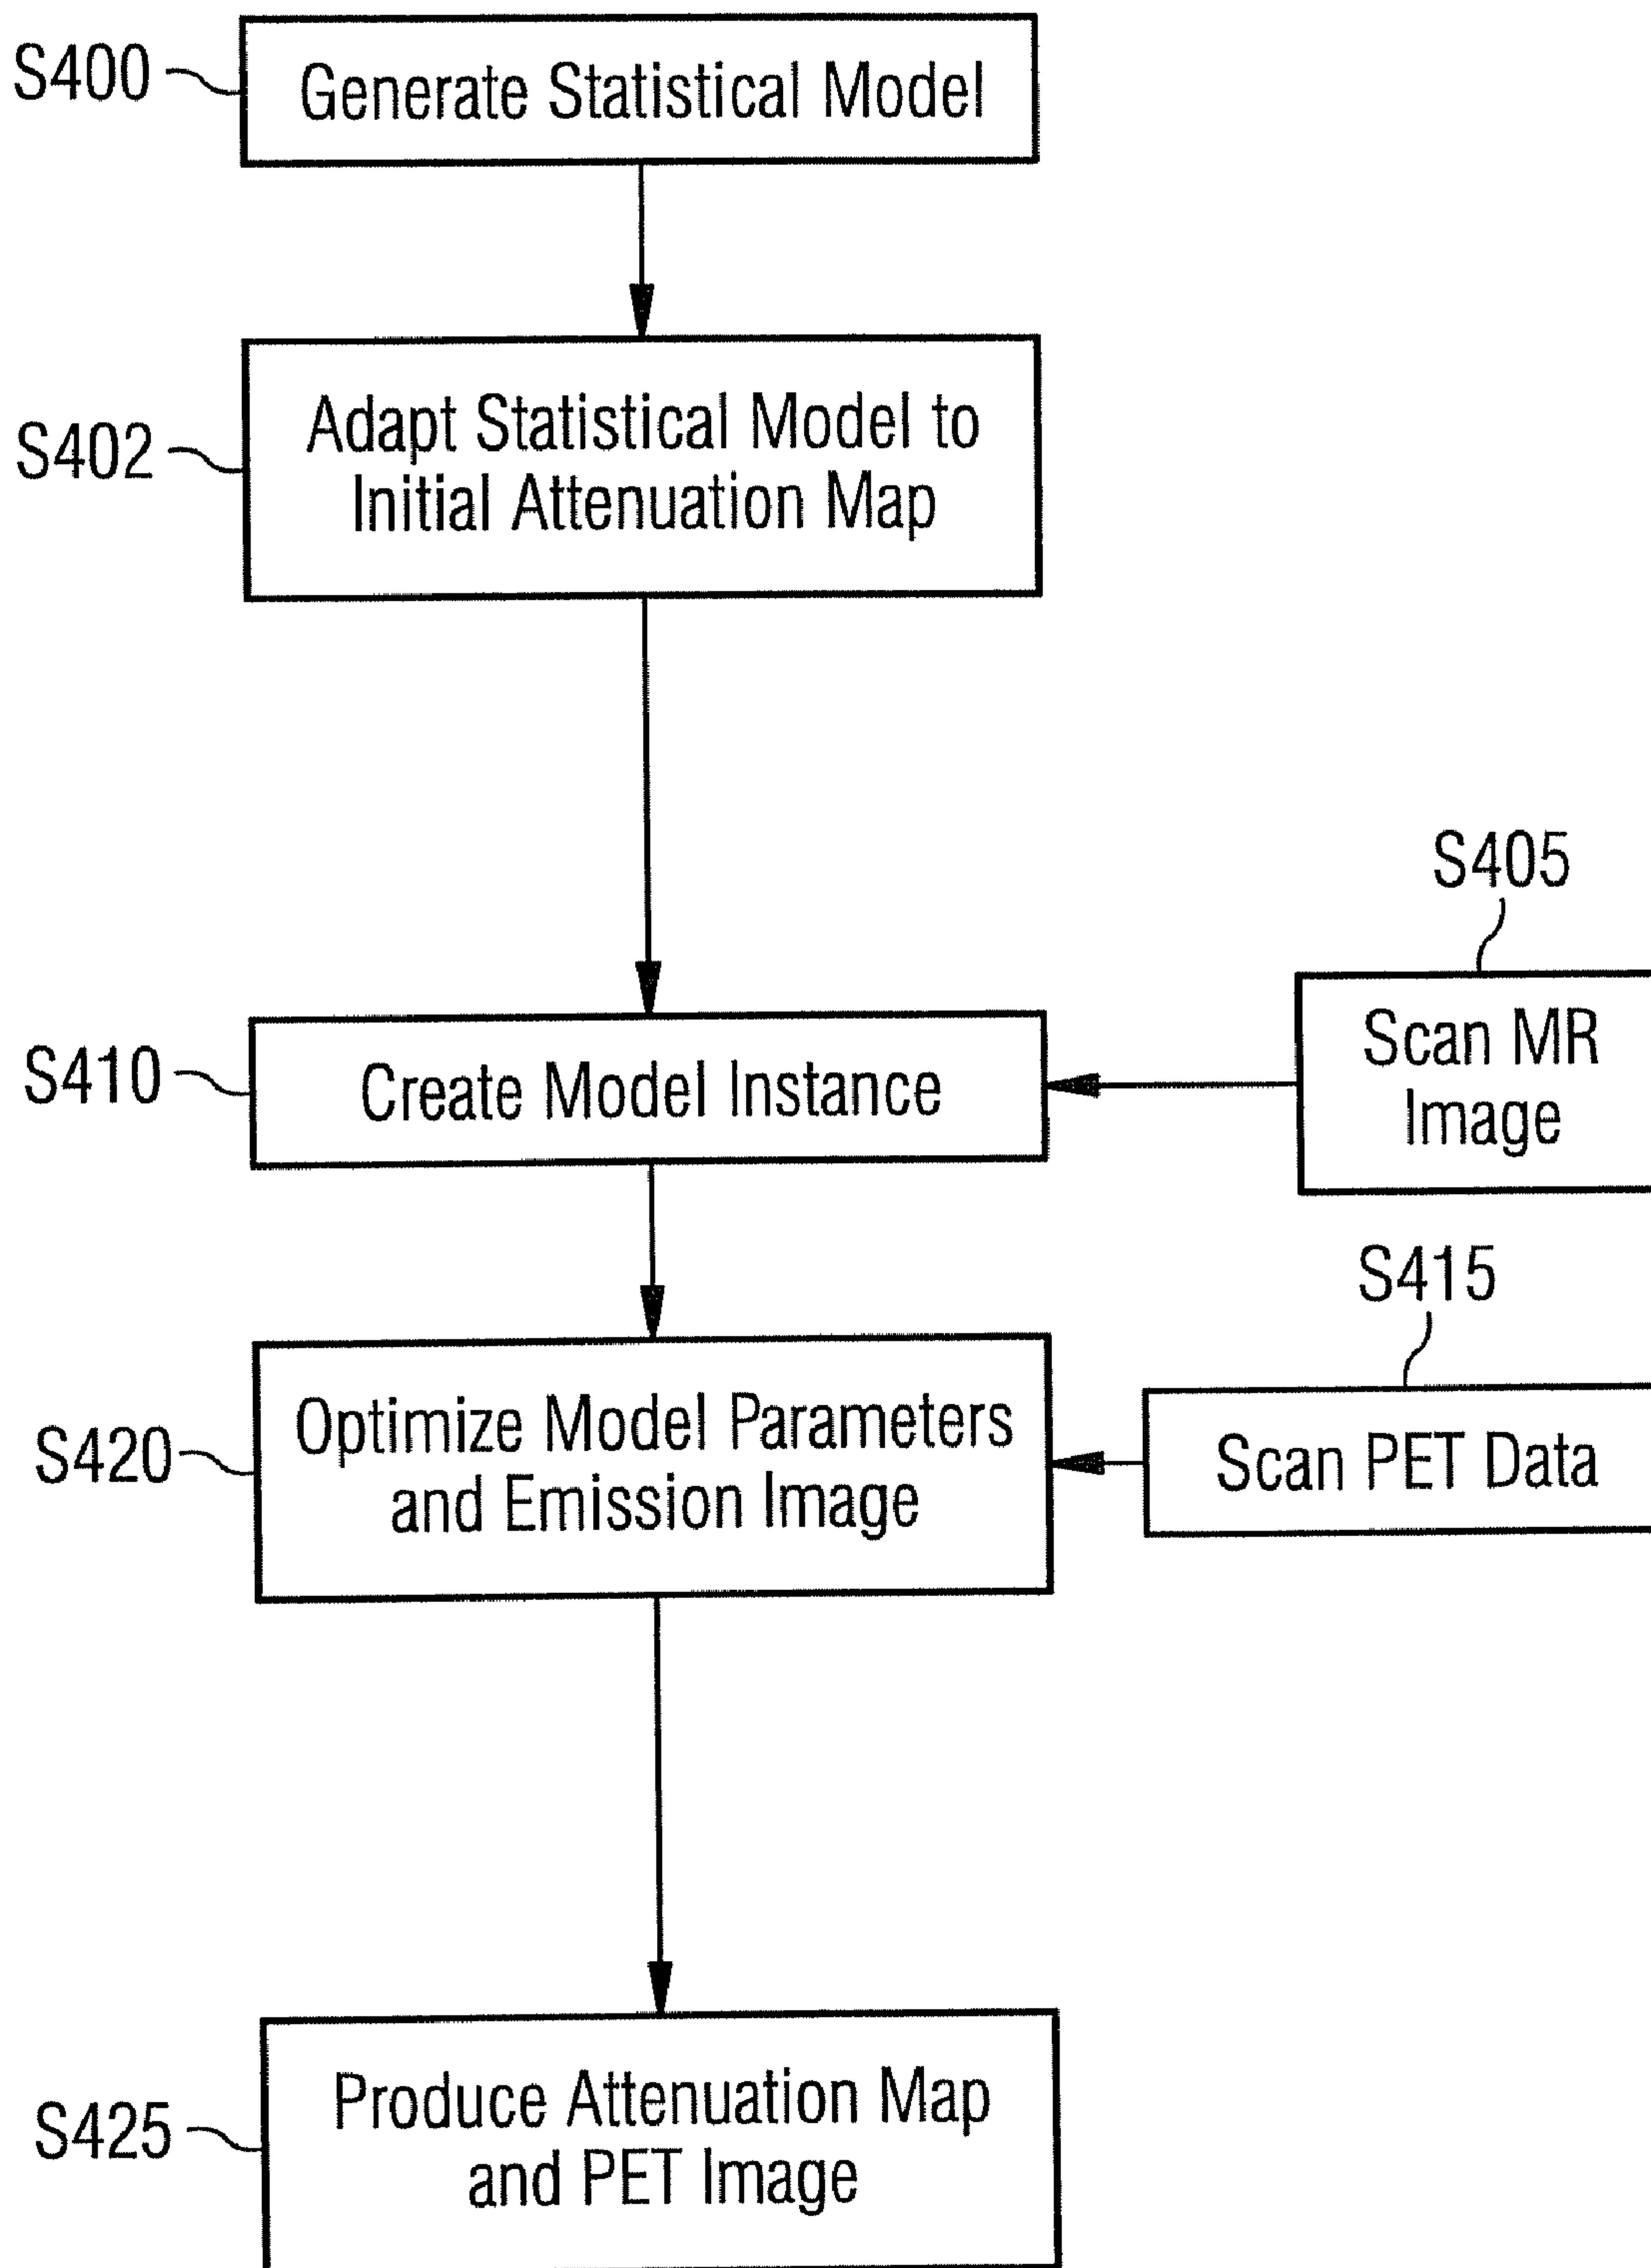 S400
Generate Statistical Model
S402
Adapt Statistical Model to
Initial Attenuation Map
S405
S410
Create Model Instance
Scan MR
Image
S415
S420
Optimize Model Parameters
and Emission Image
Scan PET Data
S425
Produce Attenuation Map
and PET Image